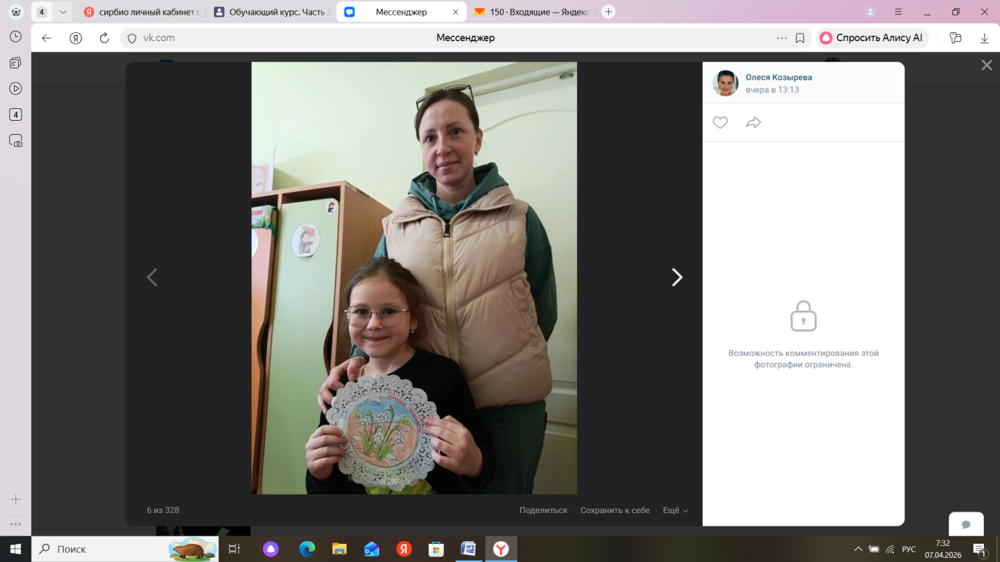 4
сирбио личный кабинет в
Обучающий курс. Часть 2
Мессенджер
150 · Входящие — Яндекс
vk.com
Мессенджер
Спросить Алису AI
4
Олеся Козырева
вчера в 13:13
Возможность комментирования этой
фотографии ограничена.
6 из 328
Поделиться
Сохранить к себе
Ещё
Поиск
РУС
7:32
07.04.2026
1